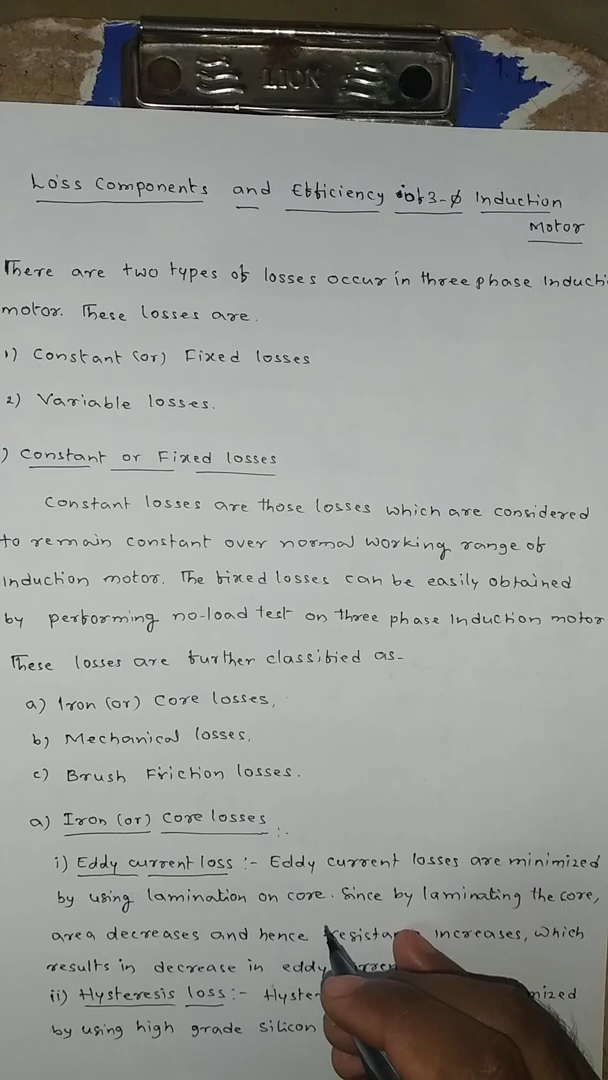 LION
Loss Components and Efficiency of 3-ϕ Induction
Motor
There are two types of losses occur in three phase Inducti
motor. These losses are.
1) Constant (or) Fixed losses
2) Variable losses.
) Constant or Fixed losses
Constant losses are those losses which are considered
to remain constant over normal working range of
induction motor. The fixed losses can be easily obtained
by performing no-load test on three phase Induction motor
These losses are further classified as-
a) Iron (or) Core losses,
b) Mechanical losses,
c) Brush Friction losses.
a) Iron (or) Core losses :.
i) Eddy current loss :- Eddy current losses are minimized
by using lamination on core. Since by laminating the core,
area decreases and hence increases, which
results in decrease in eddy
ii) Hysteresis loss :-
by using high grade silicon